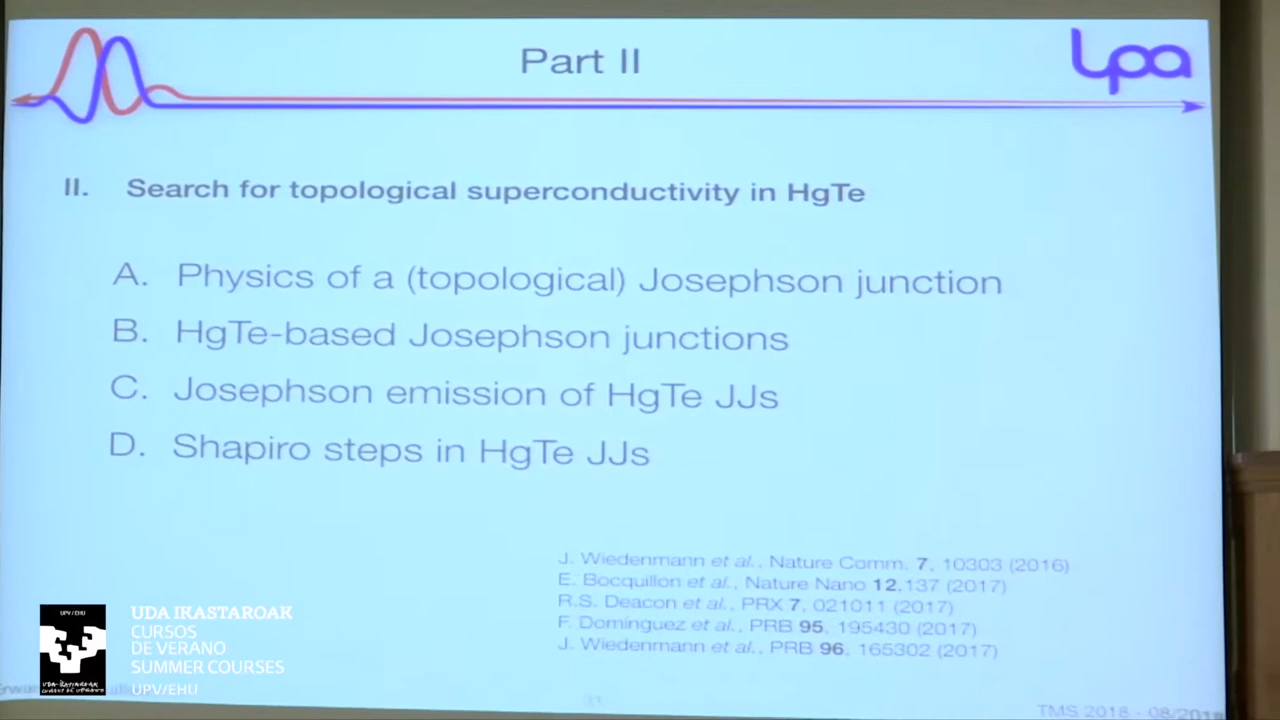 Part II
lpa
II. Search for topological superconductivity in HgTe
A. Physics of a (topological) Josephson junction
B. HgTe-based Josephson junctions
C. Josephson emission of HgTe JJs
D. Shapiro steps in HgTe JJs
J. Wiedenmann et al., Nature Comm. 7, 10303 (2016)
E. Bocquillon et al., Nature Nano 12,137 (2017)
R.S. Deacon et al., PRX 7, 021011 (2017)
F. Domínguez et al., PRB 95, 195430 (2017)
J. Wiedenmann et al., PRB 96, 165302 (2017)
UPV / EHU
UDA IKASTAROAK
CURSOS
DE VERANO
SUMMER COURSES
UPV/EHU
TMS 2018 - 08/2018